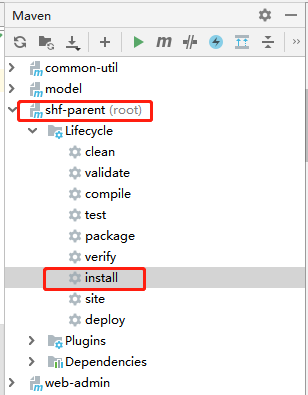 Maven
common-util
model
shf-parent (root)
Lifecycle
clean
validate
compile
test
package
verify
install
site
deploy
Plugins
Dependencies
web-admin